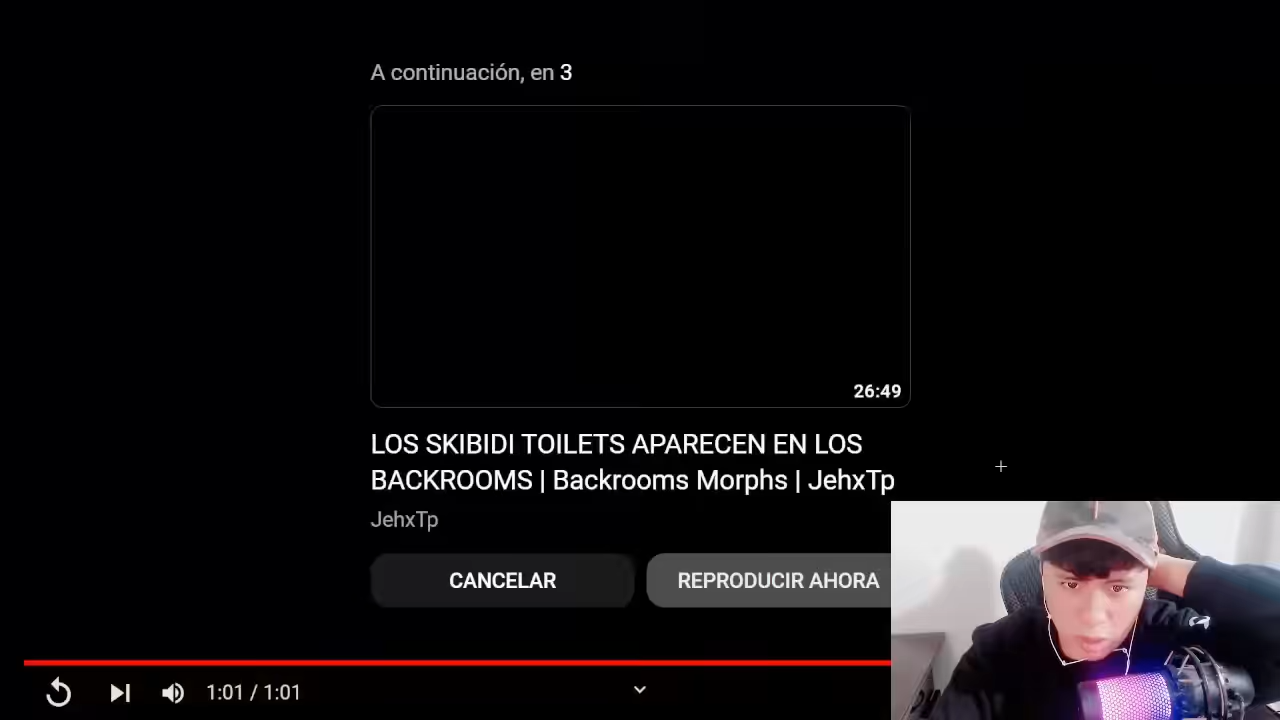 A continuación, en 3
26:49
LOS SKIBIDI TOILETS APARECEN EN LOS
BACKROOMS | Backrooms Morphs | JehxTp
JehxTp
CANCELAR
REPRODUCIR AHORA
1:01 / 1:01